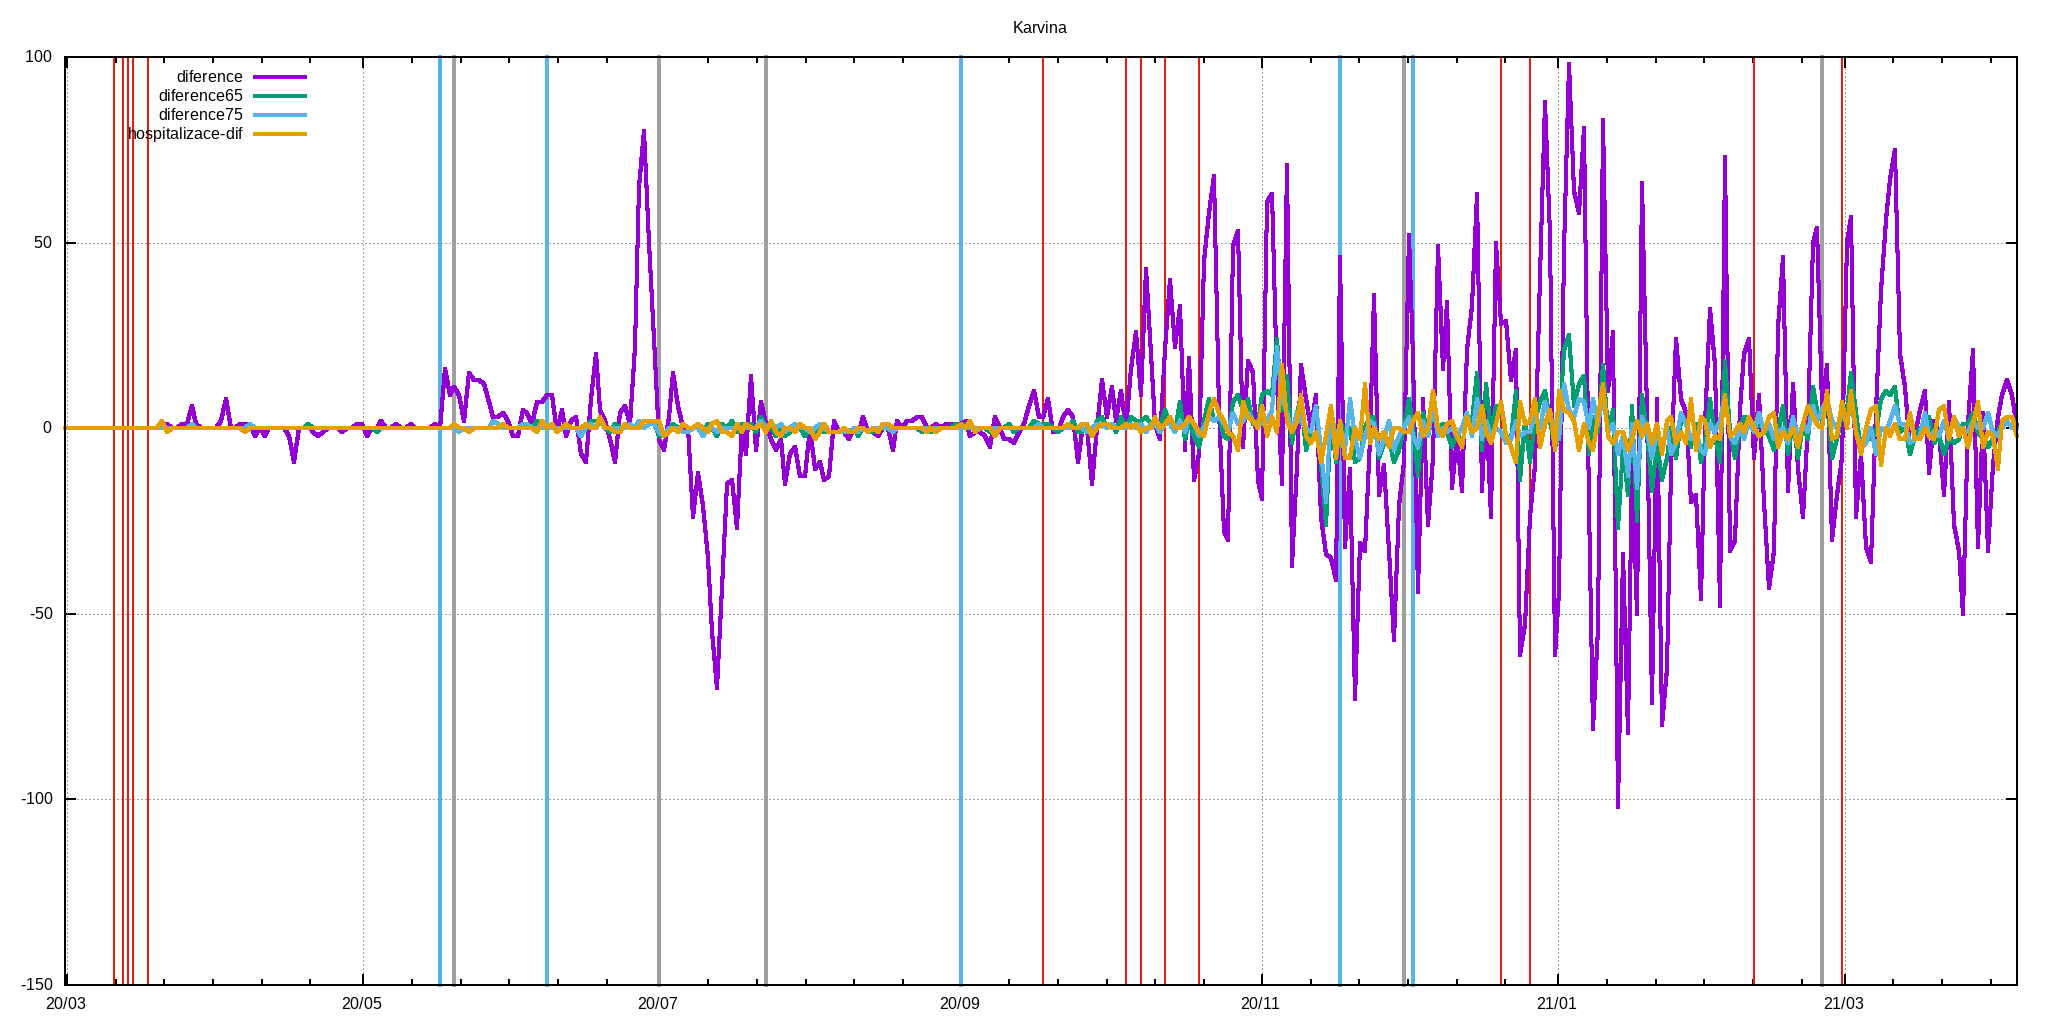 Karvina
100
diference
diference65
diference75
hospitalizace-dif
50
0
-50
-100
-150
20/03 20/05 20/07 20/09 20/11 21/01 21/03